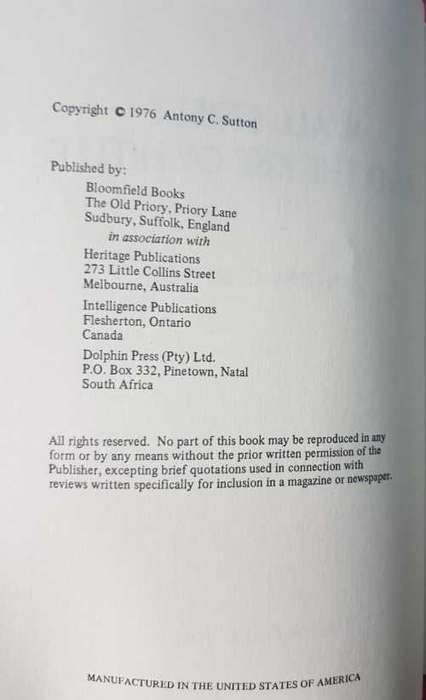 Copyright © 1976 Antony C. Sutton
Published by:
Bloomfield Books
The Old Priory, Priory Lane
Sudbury, Suffolk, England
in association with
Heritage Publications
273 Little Collins Street
Melbourne, Australia
Intelligence Publications
Flesherton, Ontario
Canada
Dolphin Press (Pty) Ltd.
P.O. Box 332, Pinetown, Natal
South Africa
All rights reserved. No part of this book may be reproduced in any
form or by any means without the prior written permission of the
Publisher, excepting brief quotations used in connection with
reviews written specifically for inclusion in a magazine or newspaper.
MANUFACTURED IN THE UNITED STATES OF AMERICA